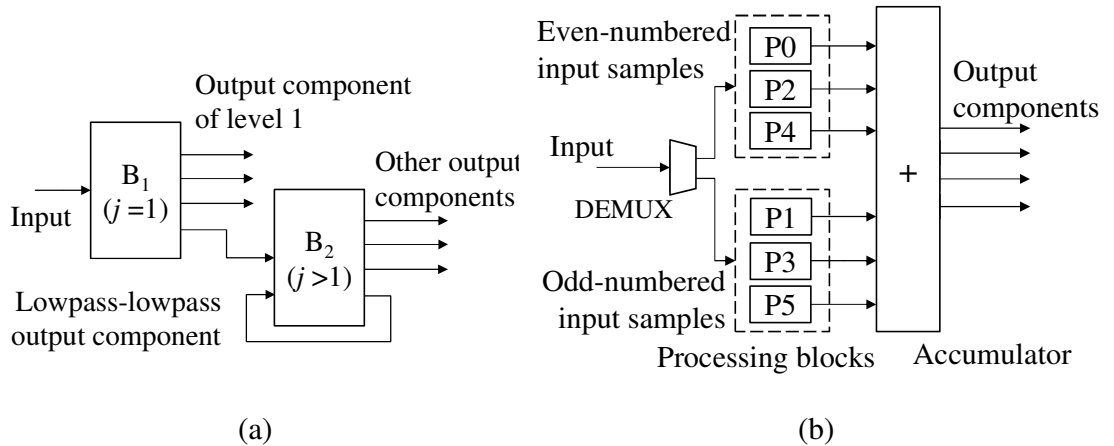 Output component
of level 1
B1
(j =1)
Input
Other output
components
B2
(j >1)
Lowpass-lowpass
output component
(a)
Even-numbered
input samples
P0
P2
P4
Output
components
Input
DEMUX
+
P1
P3
P5
Odd-numbered
input samples
Processing blocks
Accumulator
(b)